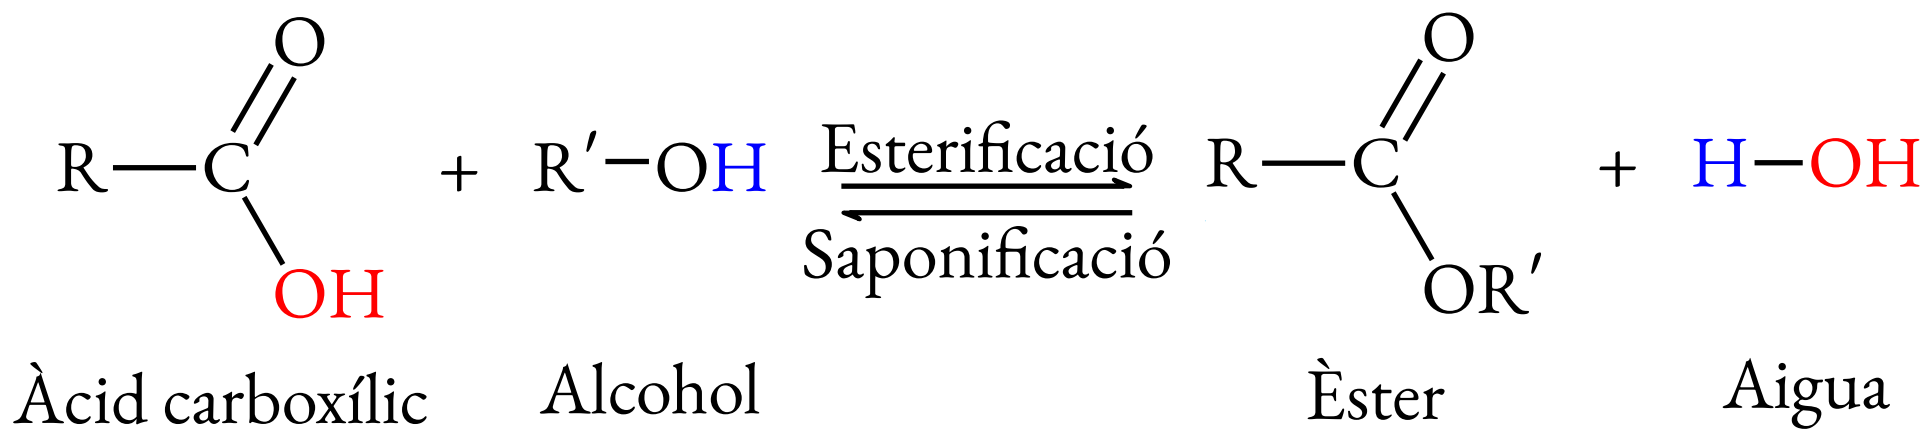 O
R C + R′ OH
OH
Esterificació
Saponificació
O
R C + H OH
OR′
Àcid carboxílic
Alcohol
Èster
Aigua